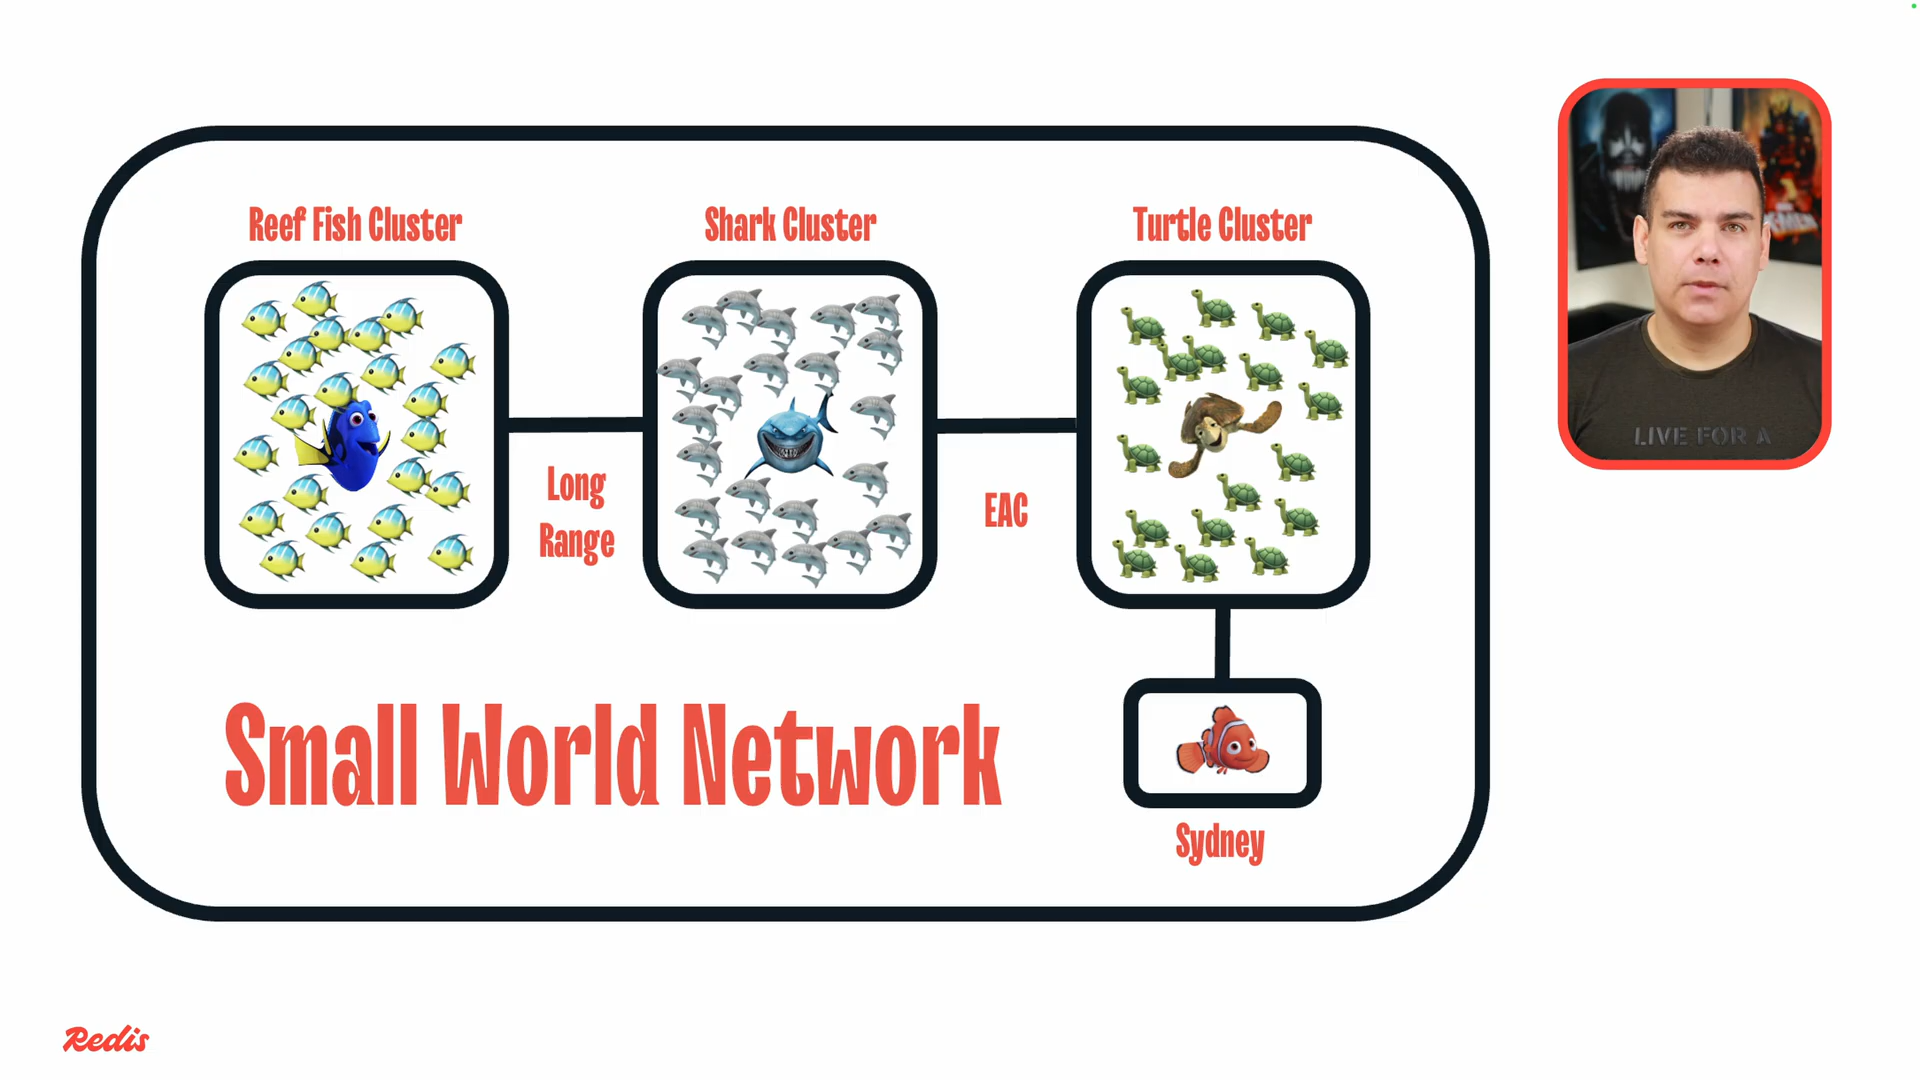 Reef Fish Cluster
Shark Cluster
Turtle Cluster
Long
Range
EAC
Small World Network
Sydney
LIVE FOR A
Redis